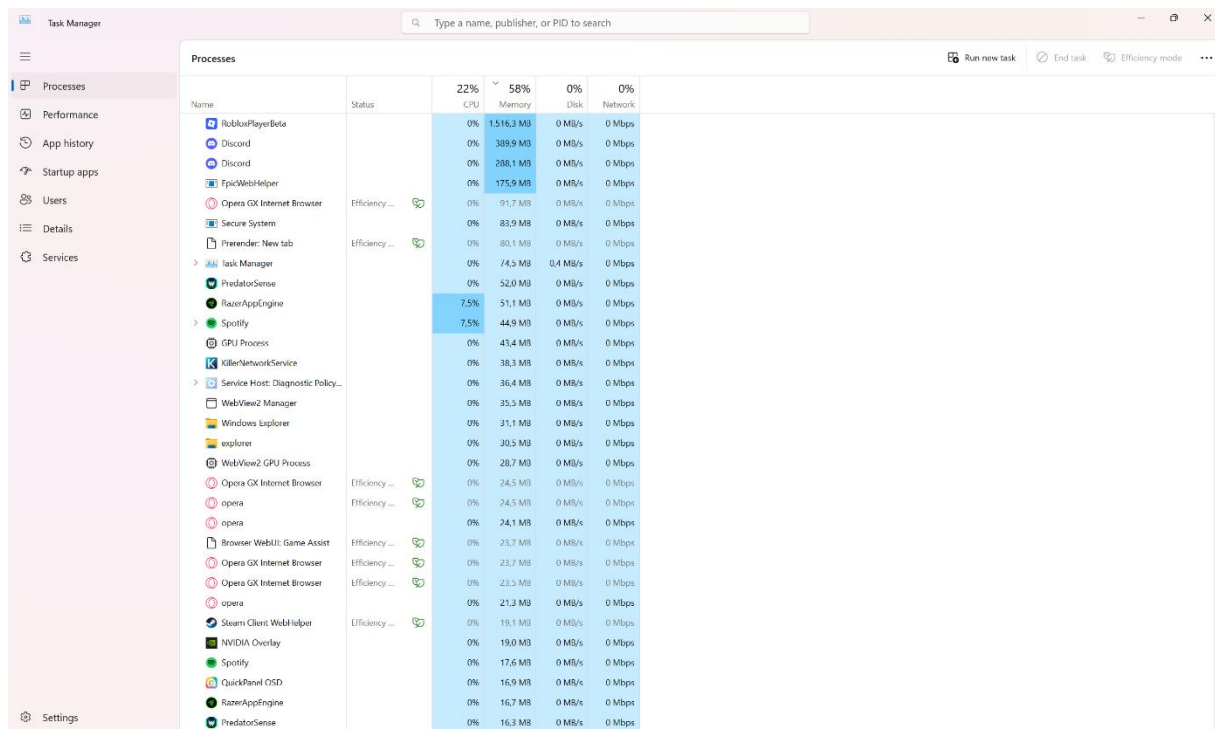 Task Manager
Type a name, publisher, or PID to search
Processes
Run new task End task Efficiency mode
Processes
Performance
App history
Startup apps
Users
Details
Services
Settings
22% 58% 0% 0%
Name Status CPU Memory Disk Network
RobloxPlayerBeta 0% 1.516,3 MB 0 MB/s 0 Mbps
Discord 0% 389,9 MB 0 MB/s 0 Mbps
Discord 0% 288,1 MB 0 MB/s 0 Mbps
EpicWebHelper 0% 175,9 MB 0 MB/s 0 Mbps
Opera GX Internet Browser Efficiency ... 0% 91,7 MB 0 MB/s 0 Mbps
Secure System 0% 83,9 MB 0 MB/s 0 Mbps
Prerender: New tab Efficiency ... 0% 80,1 MB 0 MB/s 0 Mbps
Task Manager 0% 74,5 MB 0,4 MB/s 0 Mbps
PredatorSense 0% 52,0 MB 0 MB/s 0 Mbps
RazerAppEngine 7,5% 51,1 MB 0 MB/s 0 Mbps
Spotify 7,5% 44,9 MB 0 MB/s 0 Mbps
GPU Process 0% 43,4 MB 0 MB/s 0 Mbps
KillerNetworkService 0% 38,3 MB 0 MB/s 0 Mbps
Service Host: Diagnostic Policy... 0% 36,4 MB 0 MB/s 0 Mbps
WebView2 Manager 0% 35,5 MB 0 MB/s 0 Mbps
Windows Explorer 0% 31,1 MB 0 MB/s 0 Mbps
explorer 0% 30,5 MB 0 MB/s 0 Mbps
WebView2 GPU Process 0% 28,7 MB 0 MB/s 0 Mbps
Opera GX Internet Browser Efficiency ... 0% 24,5 MB 0 MB/s 0 Mbps
opera Efficiency ... 0% 24,5 MB 0 MB/s 0 Mbps
opera 0% 24,1 MB 0 MB/s 0 Mbps
Browser WebUI: Game Assist Efficiency ... 0% 23,7 MB 0 MB/s 0 Mbps
Opera GX Internet Browser Efficiency ... 0% 23,7 MB 0 MB/s 0 Mbps
Opera GX Internet Browser Efficiency ... 0% 23,5 MB 0 MB/s 0 Mbps
opera 0% 21,3 MB 0 MB/s 0 Mbps
Steam Client WebHelper Efficiency ... 0% 19,1 MB 0 MB/s 0 Mbps
NVIDIA Overlay 0% 19,0 MB 0 MB/s 0 Mbps
Spotify 0% 17,6 MB 0 MB/s 0 Mbps
QuickPanel OSD 0% 16,9 MB 0 MB/s 0 Mbps
RazerAppEngine 0% 16,7 MB 0 MB/s 0 Mbps
PredatorSense 0% 16,3 MB 0 MB/s 0 Mbps